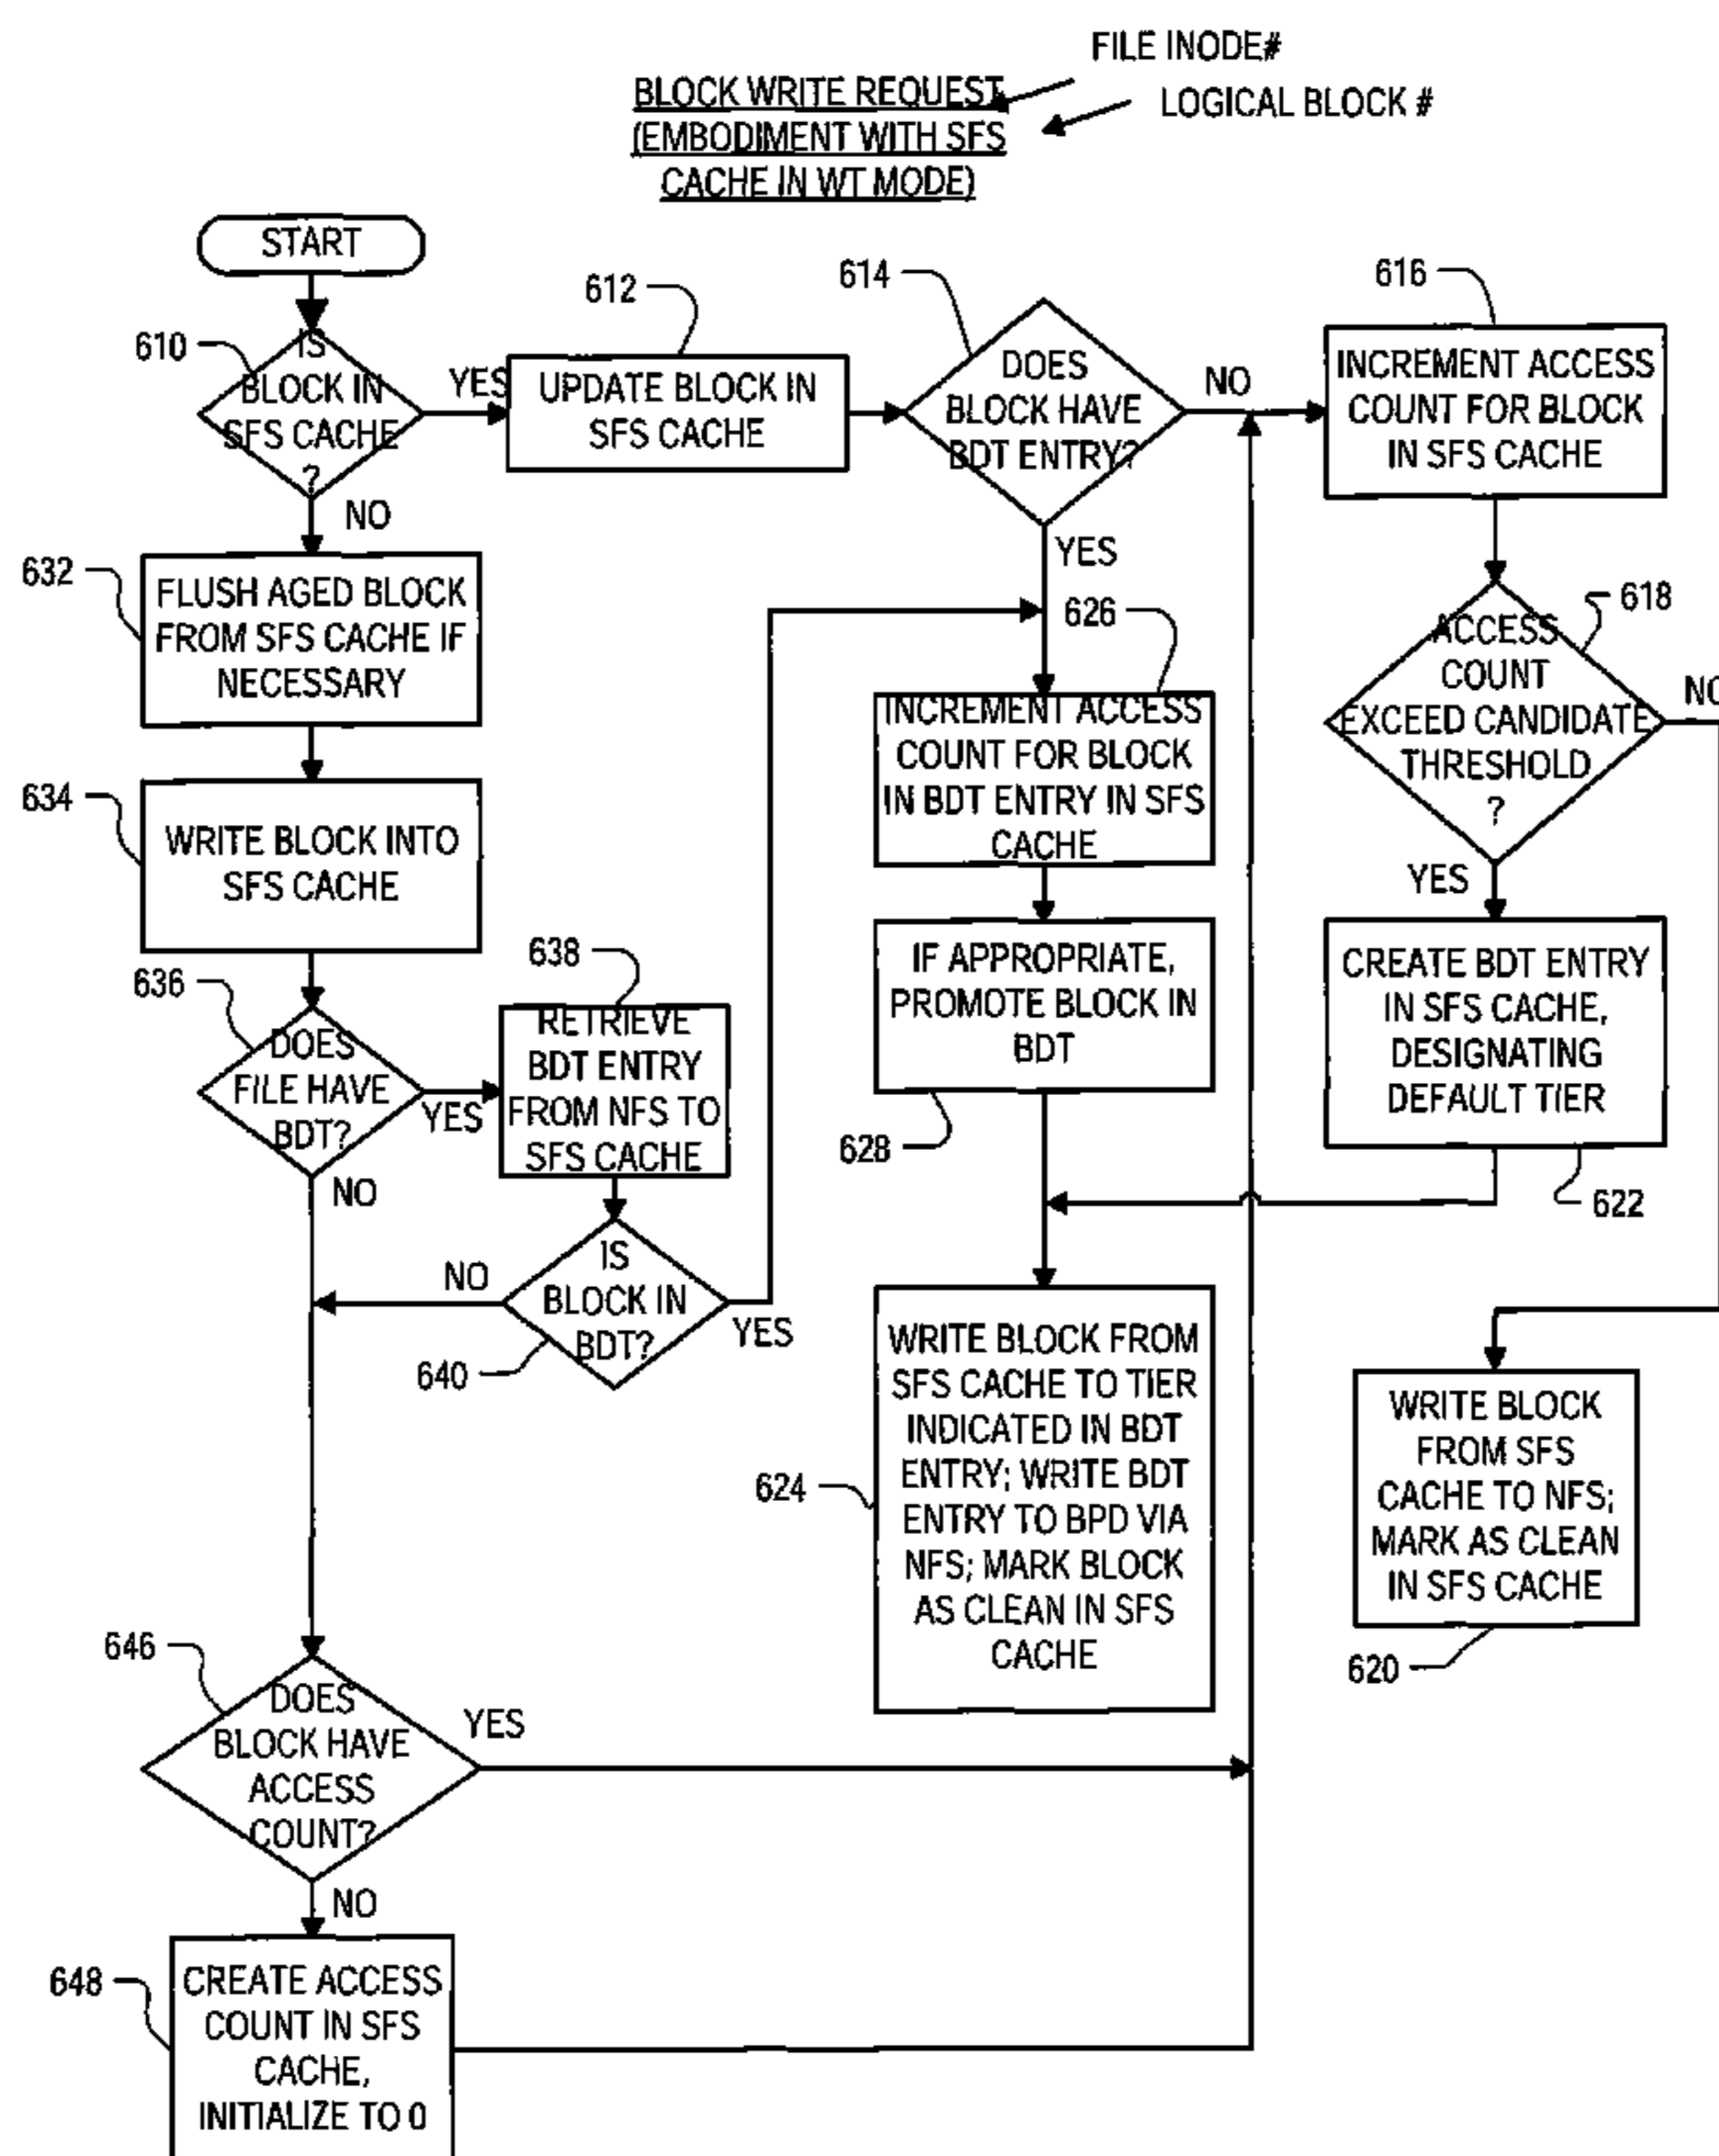 FILE INODE#
LOGICAL BLOCK #
BLOCK WRITE REQUEST
(EMBODIMENT WITH SFS
CACHE IN WT MODE)
START
610
IS
BLOCK IN
SFS CACHE
?
YES
NO
612
UPDATE BLOCK IN
SFS CACHE
614
DOES
BLOCK HAVE
BDT ENTRY?
NO
YES
616
INCREMENT ACCESS
COUNT FOR BLOCK
IN SFS CACHE
618
ACCESS
COUNT
EXCEED CANDIDATE
THRESHOLD
?
NO
YES
632
FLUSH AGED BLOCK
FROM SFS CACHE IF
NECESSARY
634
WRITE BLOCK INTO
SFS CACHE
626
INCREMENT ACCESS
COUNT FOR BLOCK
IN BDT ENTRY IN SFS
CACHE
IF APPROPRIATE,
PROMOTE BLOCK IN
BDT
628
CREATE BDT ENTRY
IN SFS CACHE,
DESIGNATING
DEFAULT TIER
622
636
DOES
FILE HAVE
BDT?
YES
NO
638
RETRIEVE
BDT ENTRY
FROM NFS TO
SFS CACHE
IS
BLOCK IN
BDT?
NO
YES
640
624
WRITE BLOCK FROM
SFS CACHE TO TIER
INDICATED IN BDT
ENTRY; WRITE BDT
ENTRY TO BPD VIA
NFS; MARK BLOCK
AS CLEAN IN SFS
CACHE
WRITE BLOCK
FROM SFS
CACHE TO NFS;
MARK AS CLEAN
IN SFS CACHE
620
646
DOES
BLOCK HAVE
ACCESS
COUNT?
YES
NO
648
CREATE ACCESS
COUNT IN SFS
CACHE,
INITIALIZE TO 0